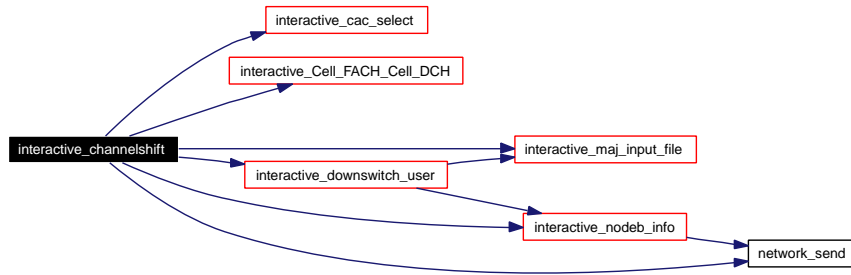 interactive_cac_select
interactive_Cell_FACH_Cell_DCH
interactive_channelshift
interactive_maj_input_file
interactive_downswitch_user
interactive_nodeb_info
network_send